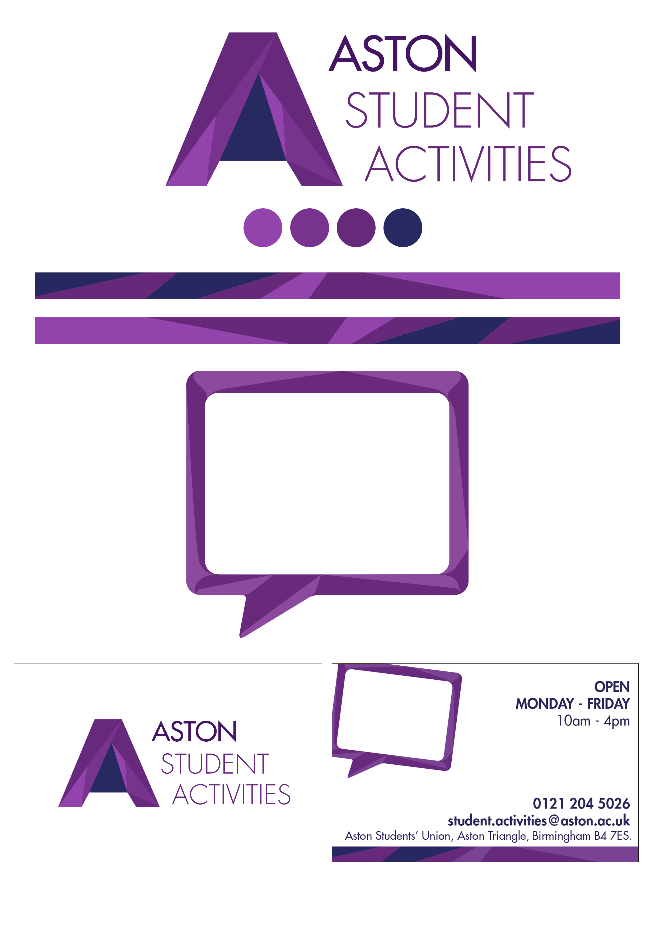 ASTON
STUDENT
ACTIVITIES
ASTON
STUDENT
ACTIVITIES
OPEN
MONDAY - FRIDAY
10am - 4pm
0121 204 5026
student.activities@aston.ac.uk
Aston Students' Union, Aston Triangle, Birmingham B4 7ES.